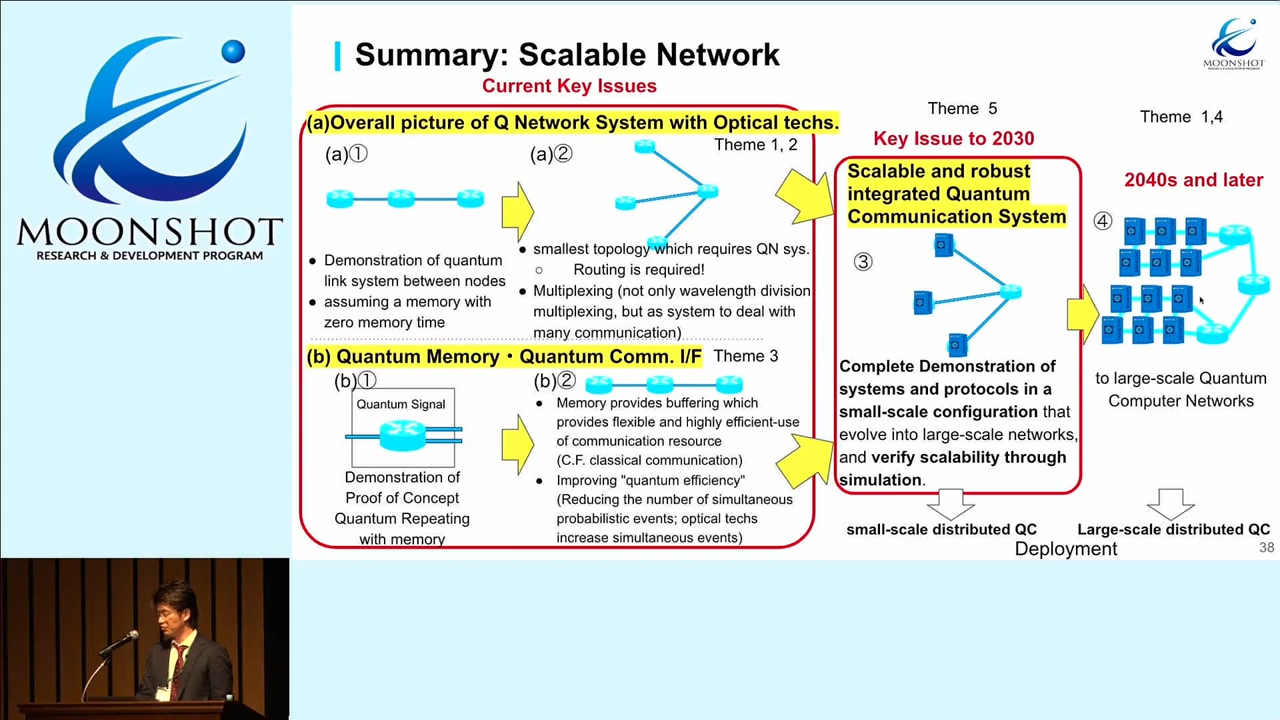 MOONSHOT
RESEARCH & DEVELOPMENT PROGRAM
Summary: Scalable Network
MOONSHOT
RESEARCH & DEVELOPMENT PROGRAM
Current Key Issues
(a)Overall picture of Q Network System with Optical techs.
Theme 1, 2
(a)①
(a)②
● Demonstration of quantum
link system between nodes
● assuming a memory with
zero memory time
● smallest topology which requires QN sys.
○ Routing is required!
● Multiplexing (not only wavelength division
multiplexing, but as system to deal with
many communication)
(b) Quantum Memory・Quantum Comm. I/F
Theme 3
(b)①
Quantum Signal
Demonstration of
Proof of Concept
Quantum Repeating
with memory
(b)②
● Memory provides buffering which
provides flexible and highly efficient-use
of communication resource
(C.F. classical communication)
● Improving "quantum efficiency"
(Reducing the number of simultaneous
probabilistic events; optical techs
increase simultaneous events)
Theme 5
Key Issue to 2030
Scalable and robust
integrated Quantum
Communication System
③
Complete Demonstration of
systems and protocols in a
small-scale configuration that
evolve into large-scale networks,
and verify scalability through
simulation.
small-scale distributed QC
Theme 1,4
2040s and later
④
to large-scale Quantum
Computer Networks
Large-scale distributed QC
Deployment
38